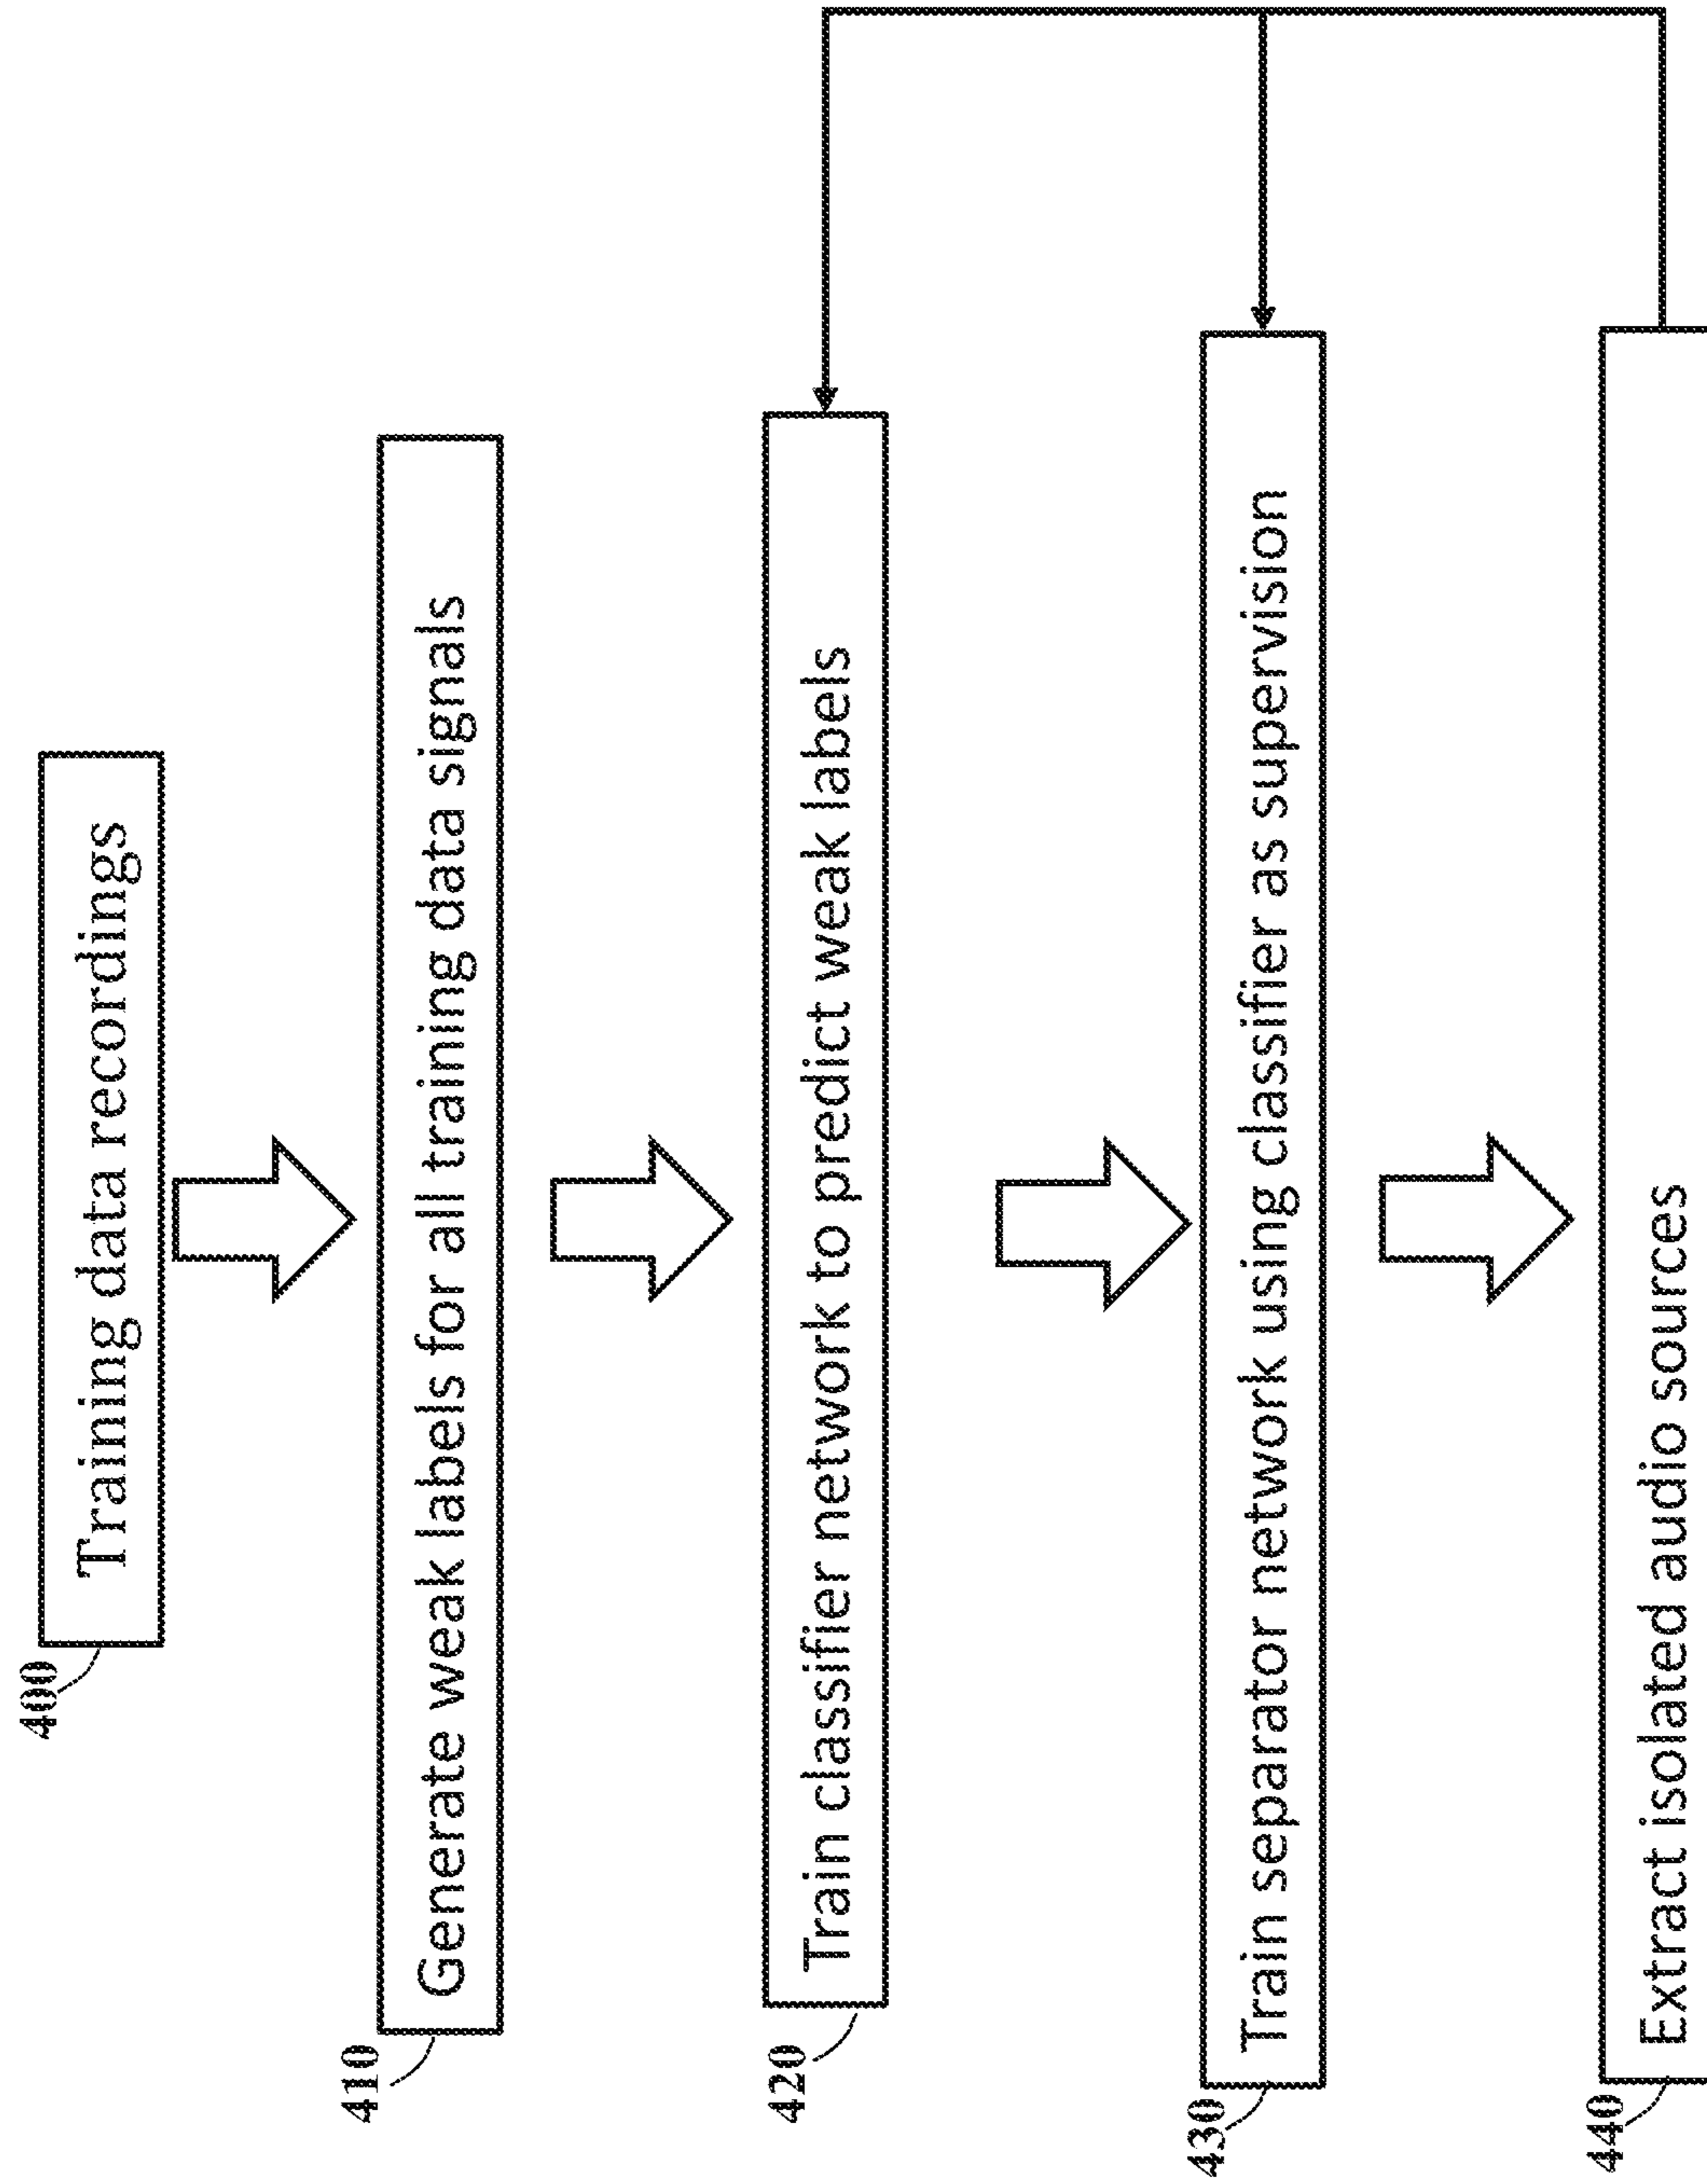 400
Training data recordings
410
Generate weak labels for all training data signals
420
Train classifier network to predict weak labels
430
Train separator network using classifier as supervision
440
Extract isolated audio sources